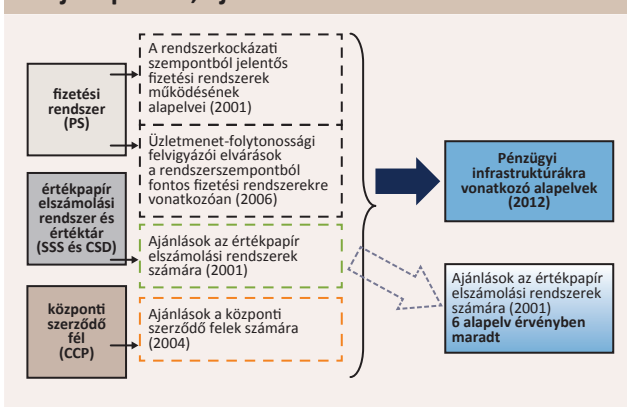 fizetési
rendszer
(PS)
A rendszerkockázati
szempontból jelentős
fizetési rendszerek
működésének
alapelvei (2001)
Üzletmenet-folytonossági
felvigyázói elvárások
a rendszerszempontból
fontos fizetési rendszerekre
vonatkozóan (2006)
értékpapír
elszámolási
rendszer és
értéktár
(SSS és CSD)
Ajánlások az értékpapír
elszámolási rendszerek
számára (2001)
központi
szerződő
fél
(CCP)
Ajánlások a központi
szerződő felek számára
(2004)
Pénzügyi
infrastruktúrákra
vonatkozó alapelvek
(2012)
Ajánlások az értékpapír
elszámolási rendszerek
számára (2001)
6 alapelv érvényben
maradt